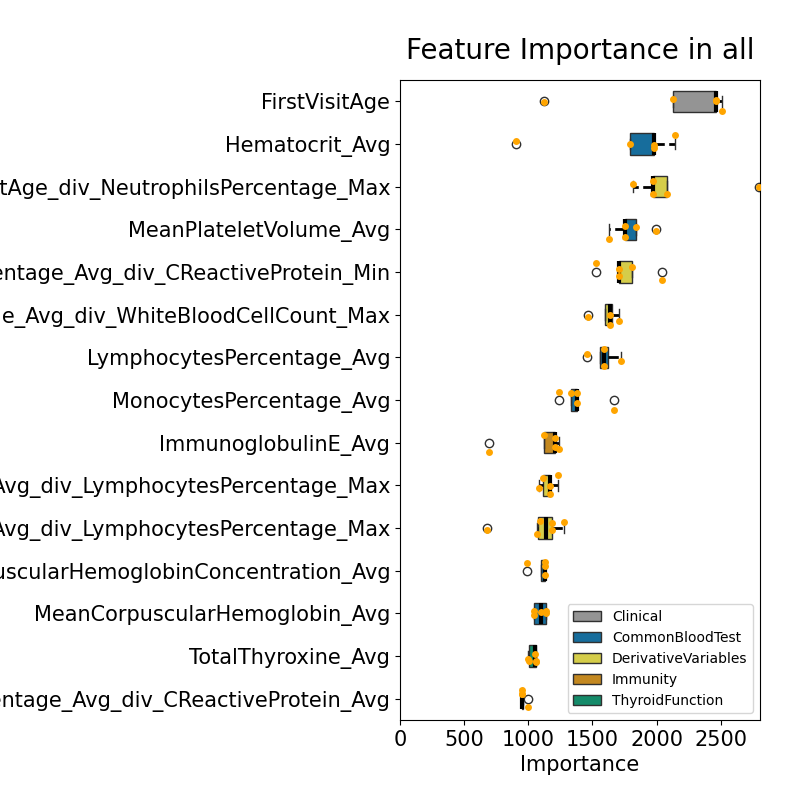 Feature Importance in all
FirstVisitAge
Hematocrit_Avg
tAge_div_NeutrophilsPercentage_Max
MeanPlateletVolume_Avg
entage_Avg_div_CReactiveProtein_Min
e_Avg_div_WhiteBloodCellCount_Max
LymphocytesPercentage_Avg
MonocytesPercentage_Avg
ImmunoglobulinE_Avg
Avg_div_LymphocytesPercentage_Max
Avg_div_LymphocytesPercentage_Max
uscularHemoglobinConcentration_Avg
MeanCorpuscularHemoglobin_Avg
TotalThyroxine_Avg
entage_Avg_div_CReactiveProtein_Avg
Clinical
CommonBloodTest
DerivativeVariables
Immunity
ThyroidFunction
0 500 1000 1500 2000 2500
Importance